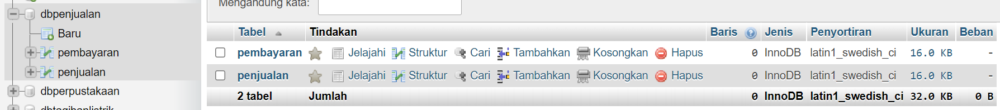 Mengandung kata:
dbpenjualan
Baru
pembayaran
penjualan
dbperpustakaan
dbtagihanlistrik
Tabel Tindakan Baris Jenis Penyortiran Ukuran Beban
pembayaran Jelajahi Struktur Cari Tambahkan Kosongkan Hapus 0 InnoDB latin1_swedish_ci 16.0 KB -
penjualan Jelajahi Struktur Cari Tambahkan Kosongkan Hapus 0 InnoDB latin1_swedish_ci 16.0 KB -
2 tabel Jumlah 0 InnoDB latin1_swedish_ci 32.0 KB 0 B